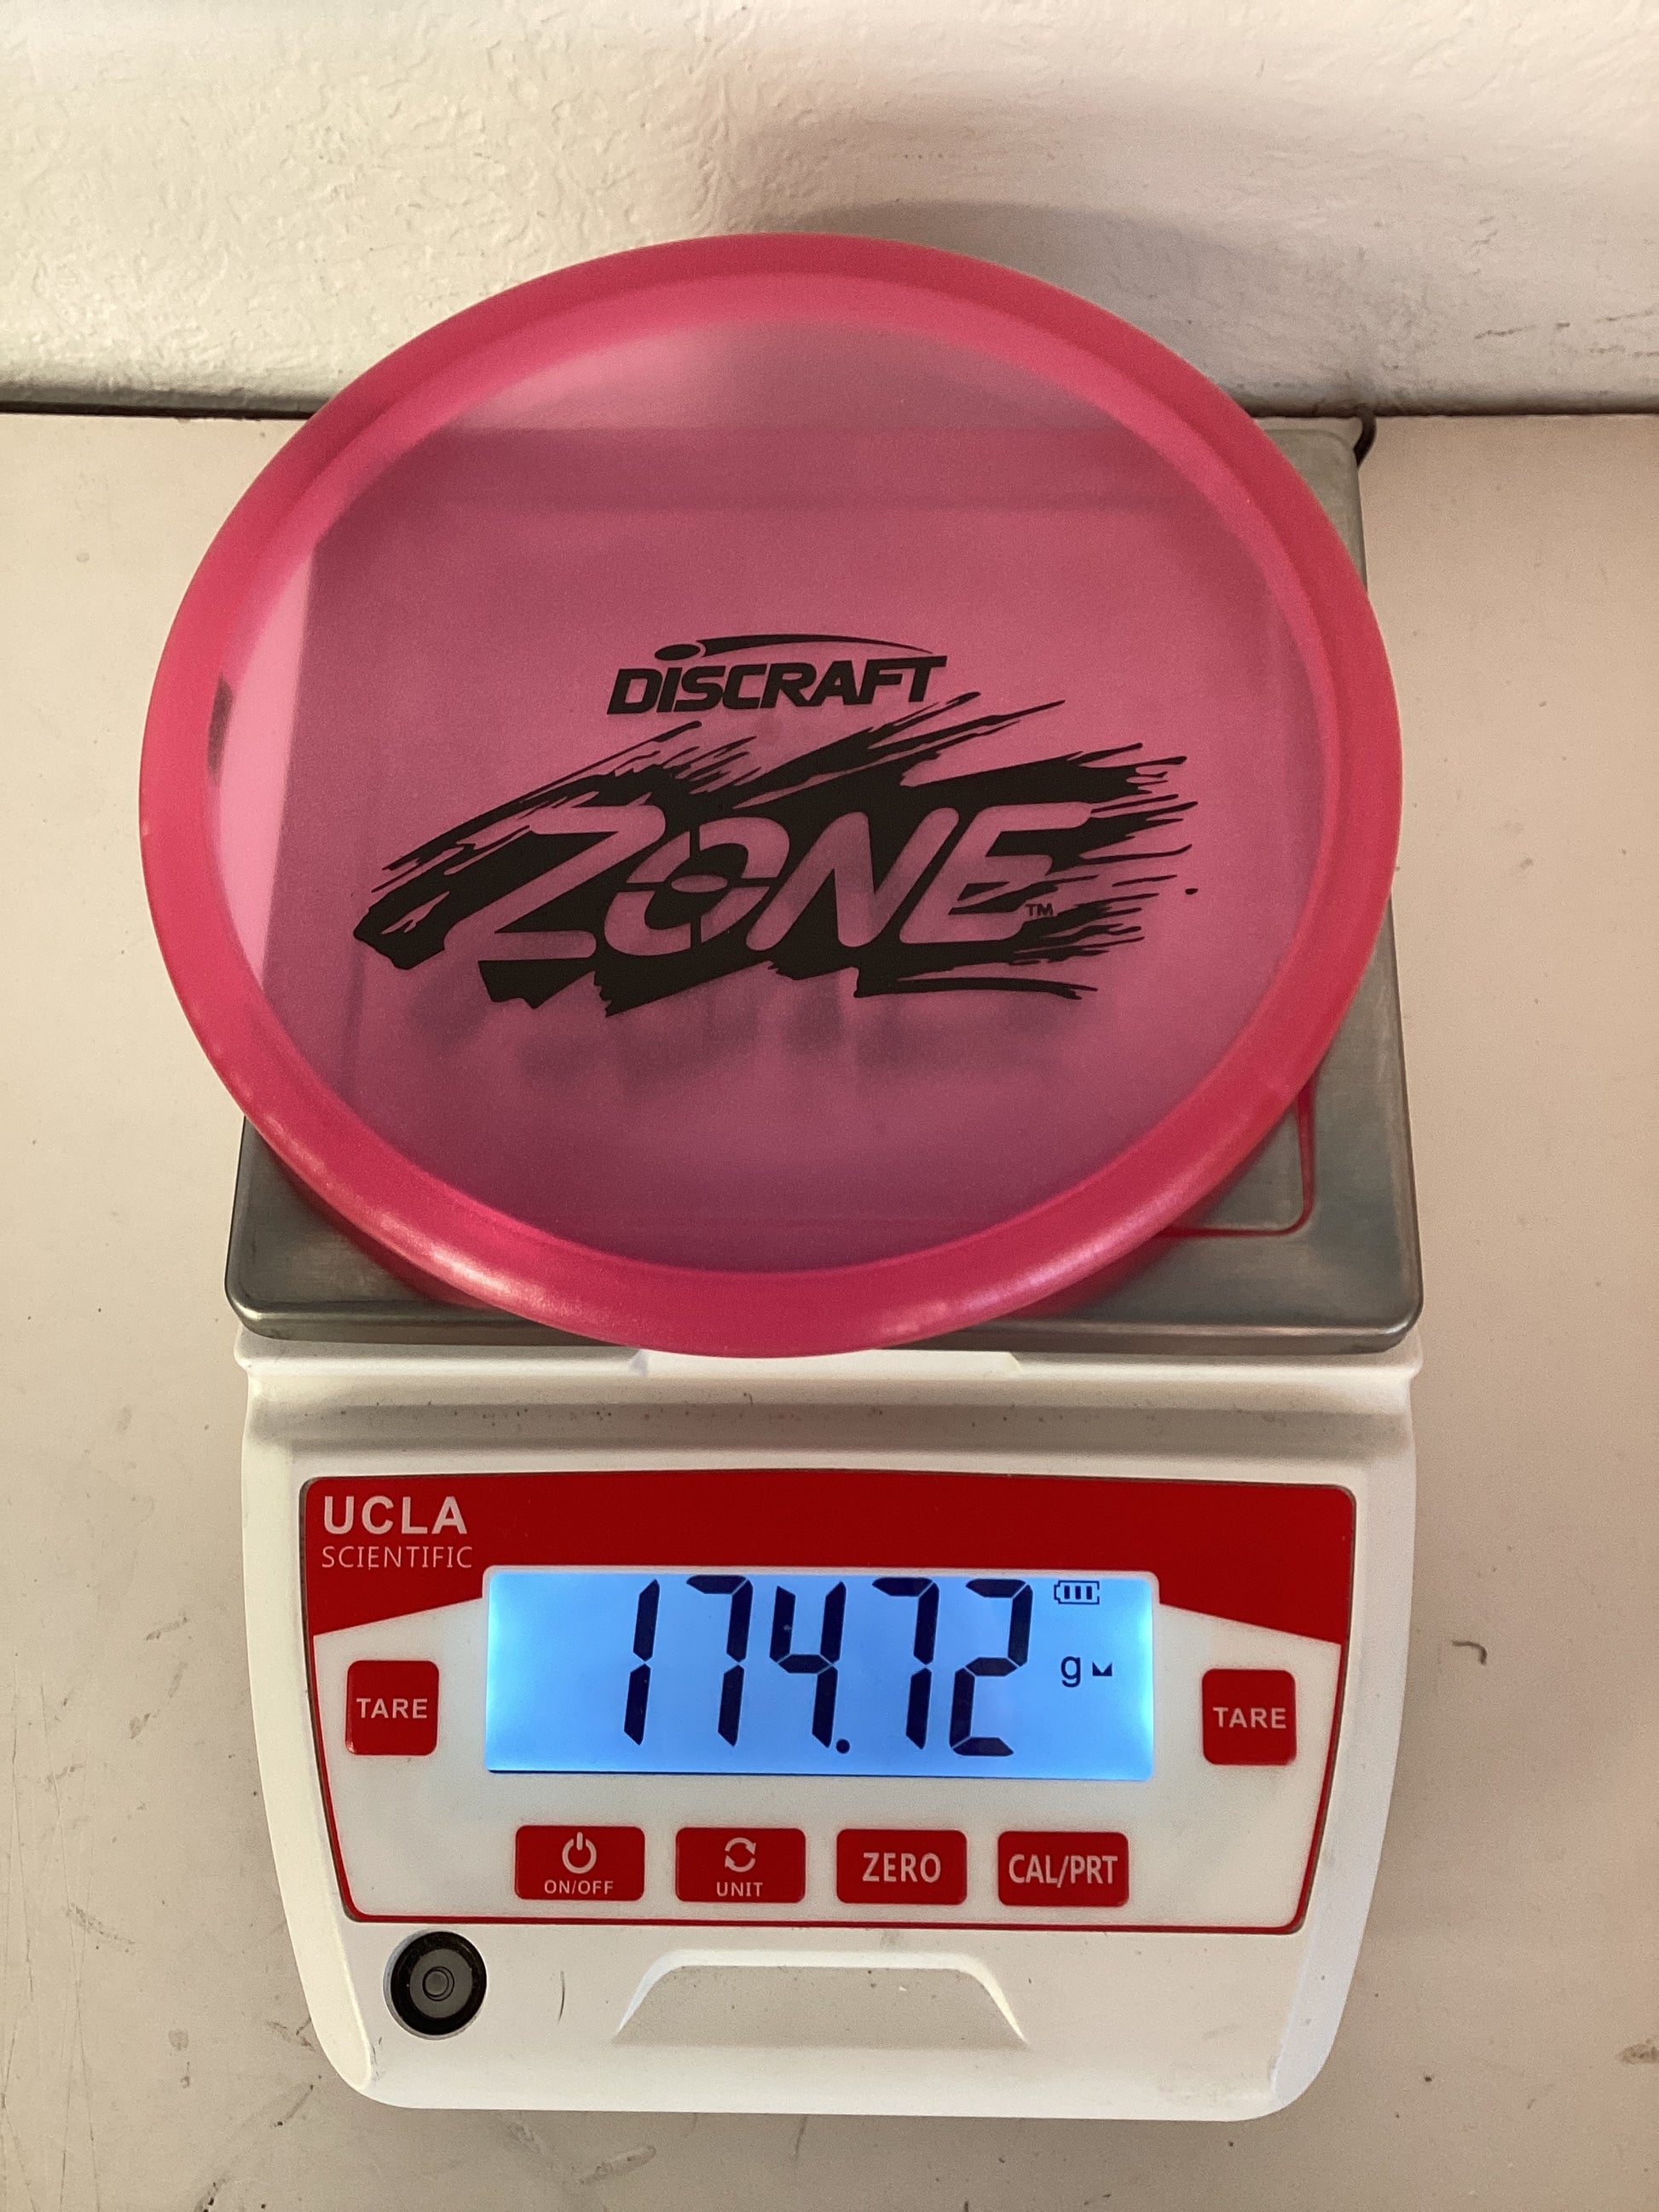 DISCRAFT
ZONE™
UCLA
SCIENTIFIC
174.72 g
TARE
TARE
ON/OFF
UNIT
ZERO
CAL/PRT